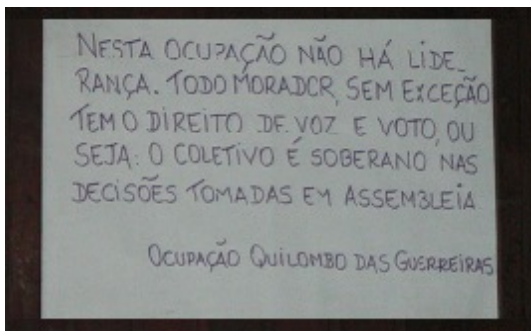 NESTA OCUPAÇÃO NÃO HÁ LIDE_
RANÇA. TODO MORADOR, SEM EXCEÇÃO
TEM O DIREITO DE VOZ E VOTO, OU
SEJA: O COLETIVO É SOBERANO NAS
DECISÕES TOMADAS EM ASSEMBLEIA
OCUPAÇÃO QUILOMBO DAS GUERREIRAS